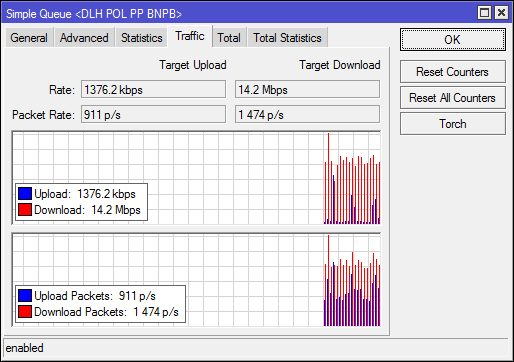 Simple Queue <DLH POL PP BNPB>
General Advanced Statistics Traffic Total Total Statistics
OK
Target Upload Target Download
Reset Counters
Rate: 1376.2 kbps 14.2 Mbps
Reset All Counters
Packet Rate: 911 p/s 1 474 p/s
Torch
Upload: 1376.2 kbps
Download: 14.2 Mbps
Upload Packets: 911 p/s
Download Packets: 1 474 p/s
enabled